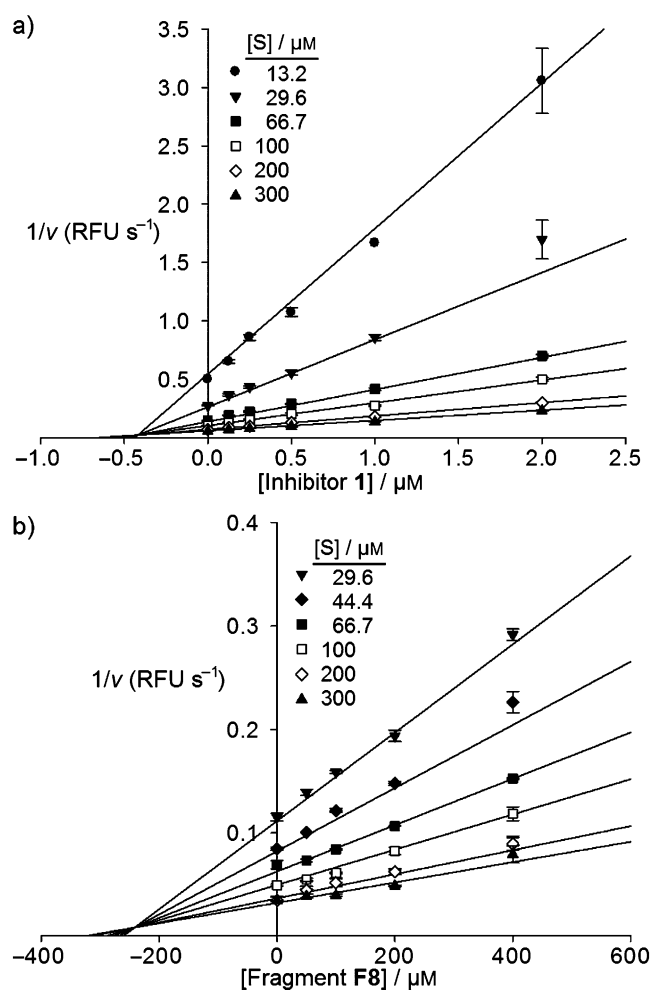 a)
[S] / µM
13.2
29.6
66.7
100
200
300
1/v (RFU s⁻¹)
3.5
3.0
2.5
2.0
1.5
1.0
0.5
−1.0 −0.5 0.0 0.5 1.0 1.5 2.0 2.5
[Inhibitor 1] / µM
b)
[S] / µM
29.6
44.4
66.7
100
200
300
1/v (RFU s⁻¹)
0.4
0.3
0.2
0.1
−400 −200 0 200 400 600
[Fragment F8] / µM